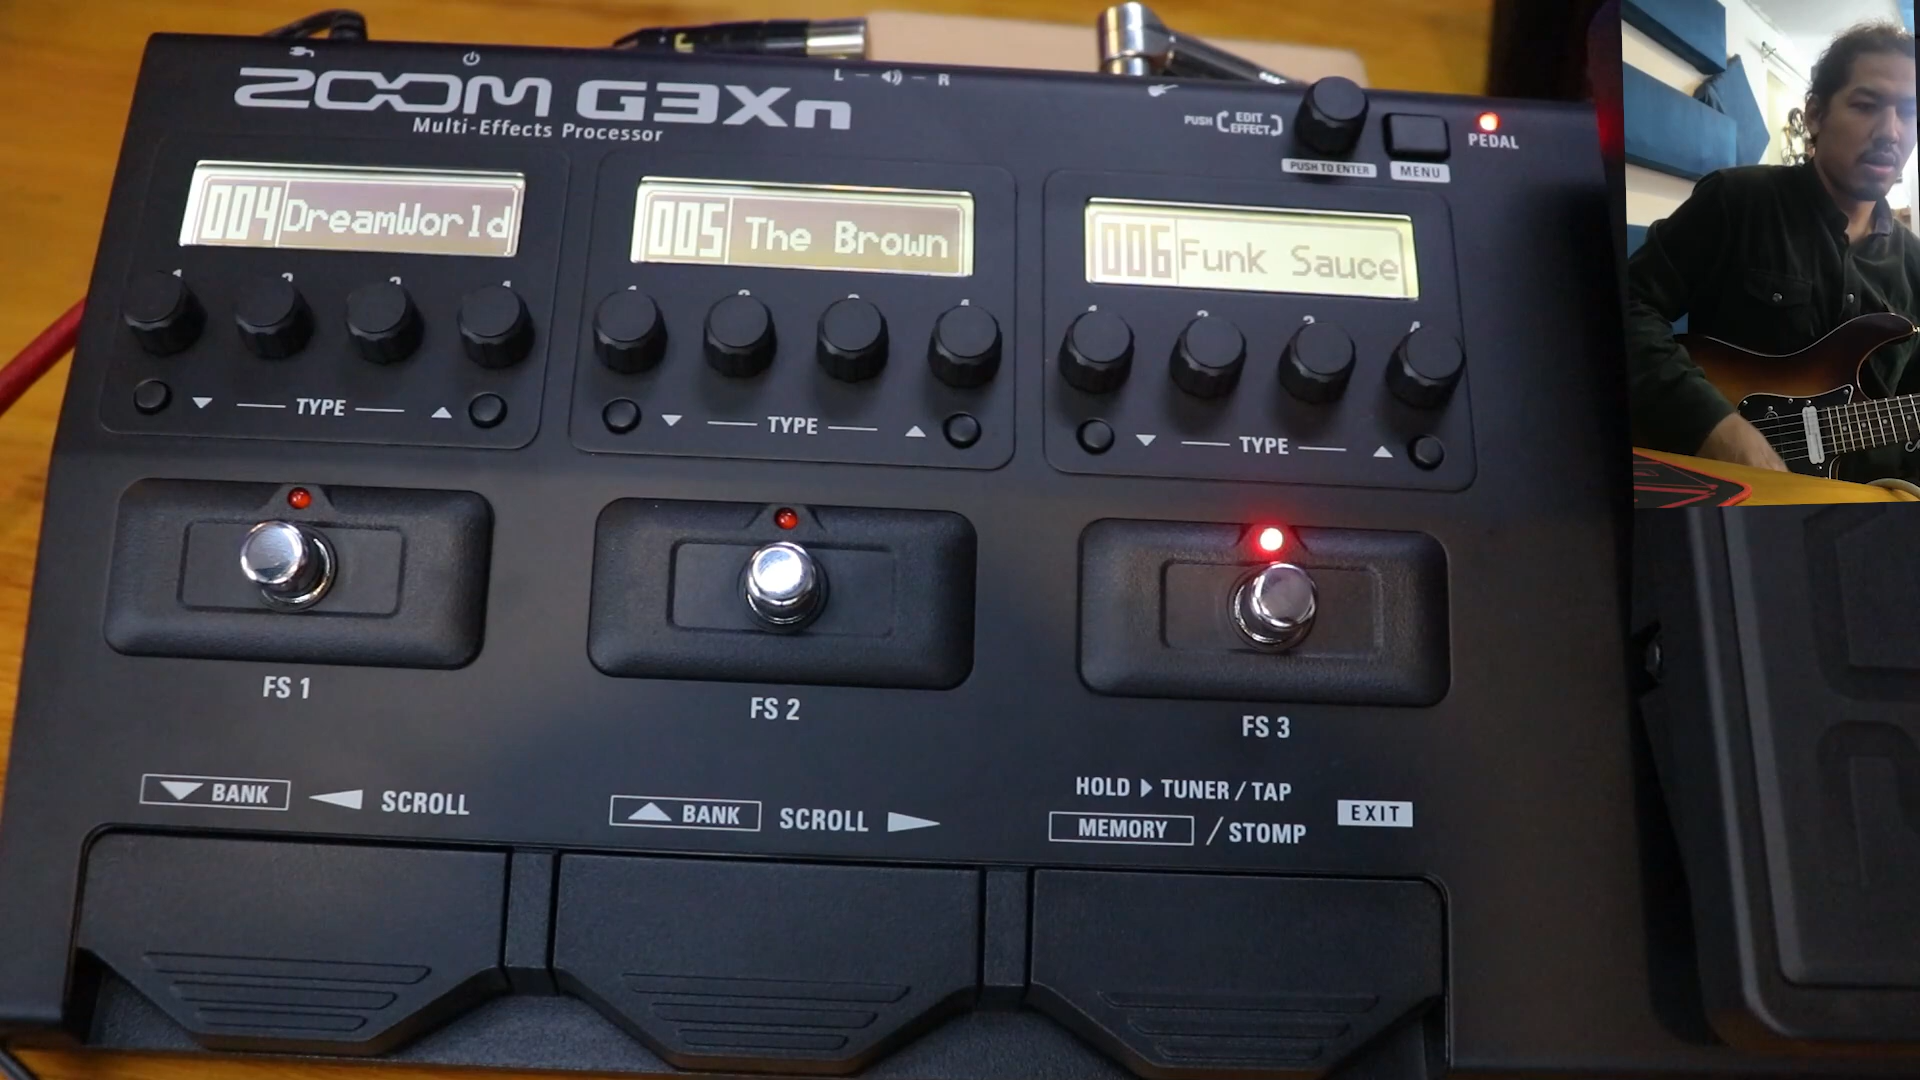 L R
ZOOM G3Xn
Multi-Effects Processor
PUSH EDIT EFFECT
PUSH TO ENTER
MENU
PEDAL
004 DreamWorld
005 The Brown
006 Funk Sauce
TYPE
TYPE
TYPE
FS 1
FS 2
FS 3
BANK SCROLL
BANK SCROLL
HOLD TUNER / TAP
MEMORY / STOMP
EXIT